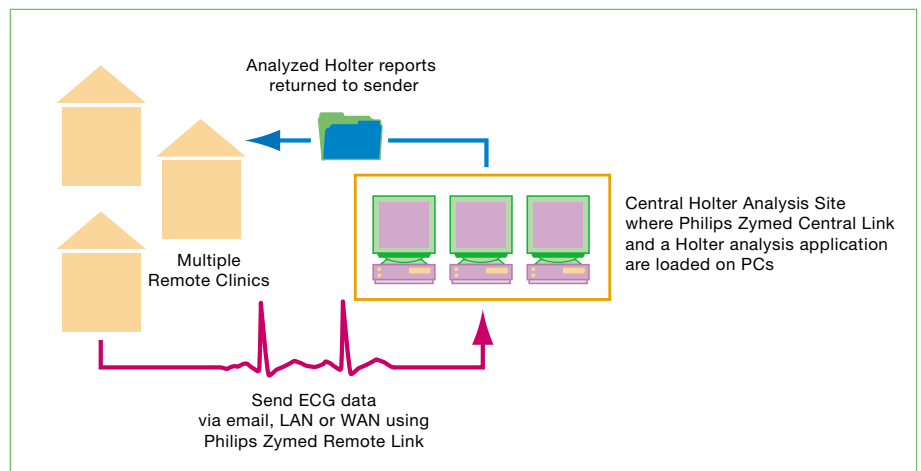 Analyzed Holter reports
returned to sender
Central Holter Analysis Site
where Philips Zymed Central Link
and a Holter analysis application
are loaded on PCs
Multiple
Remote Clinics
Send ECG data
via email, LAN or WAN using
Philips Zymed Remote Link